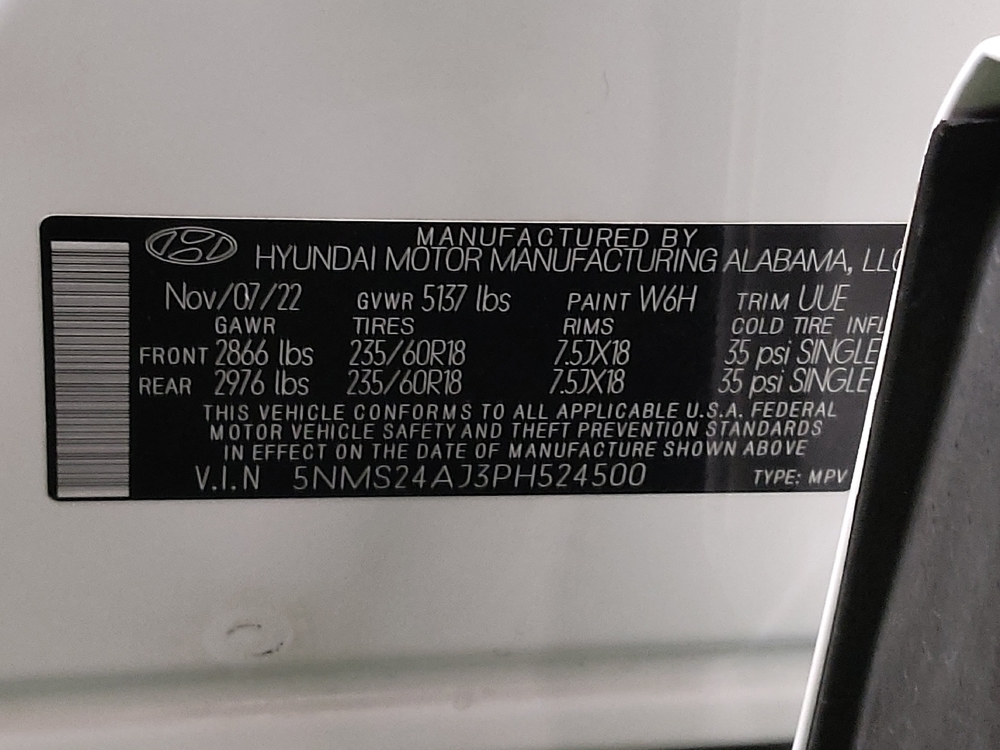 MANUFACTURED BY
HYUNDAI MOTOR MANUFACTURING ALABAMA, LLC
Nov/07/22 GVWR 5137 lbs PAINT W6H TRIM UUE
GAWR TIRES RIMS COLD TIRE INFL
FRONT 2866 lbs 235/60R18 7.5JX18 35 psi SINGLE
REAR 2976 lbs 235/60R18 7.5JX18 35 psi SINGLE
THIS VEHICLE CONFORMS TO ALL APPLICABLE U.S.A. FEDERAL
MOTOR VEHICLE SAFETY AND THEFT PREVENTION STANDARDS
IN EFFECT ON THE DATE OF MANUFACTURE SHOWN ABOVE
V.I.N 5NMS24AJ3PH524500 TYPE: MPV